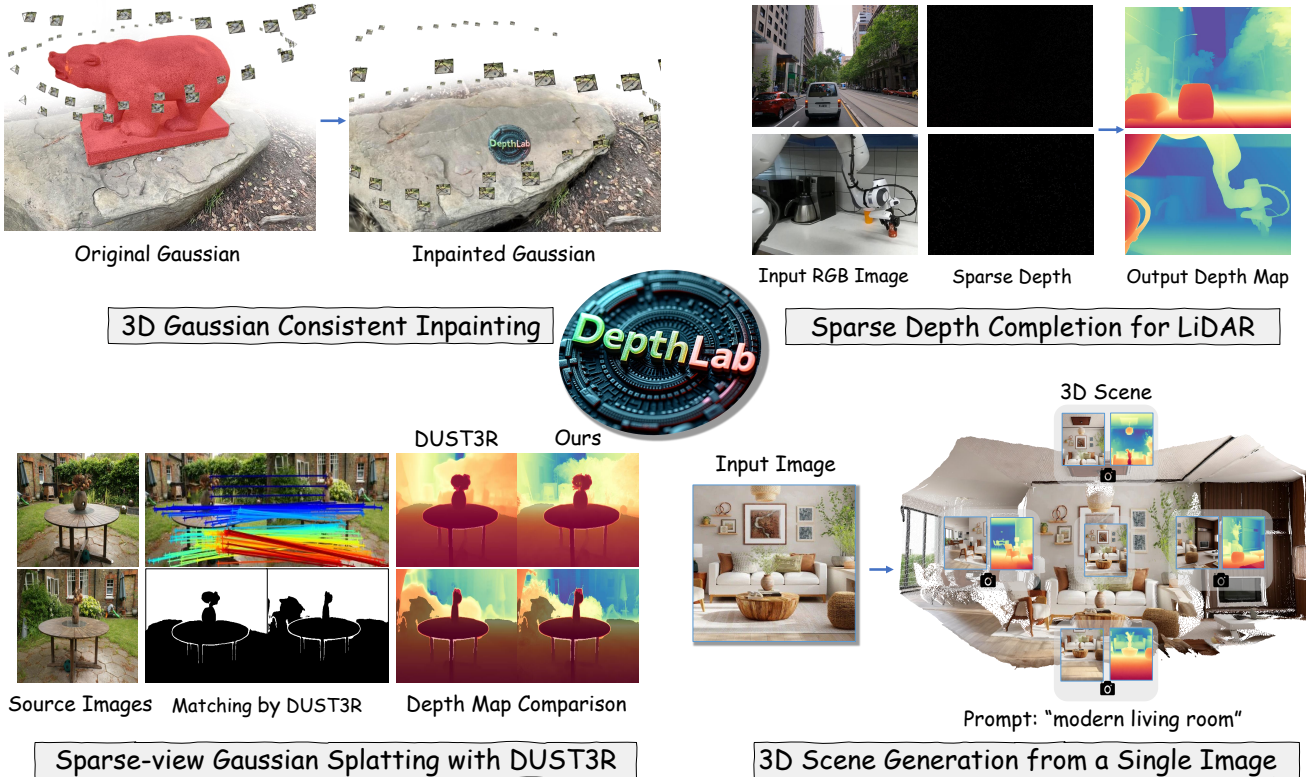 DepthLab
Original Gaussian
Inpainted Gaussian
3D Gaussian Consistent Inpainting
Input RGB Image
Sparse Depth
Output Depth Map
Sparse Depth Completion for LiDAR
DepthLab
DUST3R
Ours
Source Images
Matching by DUST3R
Depth Map Comparison
Sparse-view Gaussian Splatting with DUST3R
3D Scene
Input Image
Prompt: “modern living room”
3D Scene Generation from a Single Image